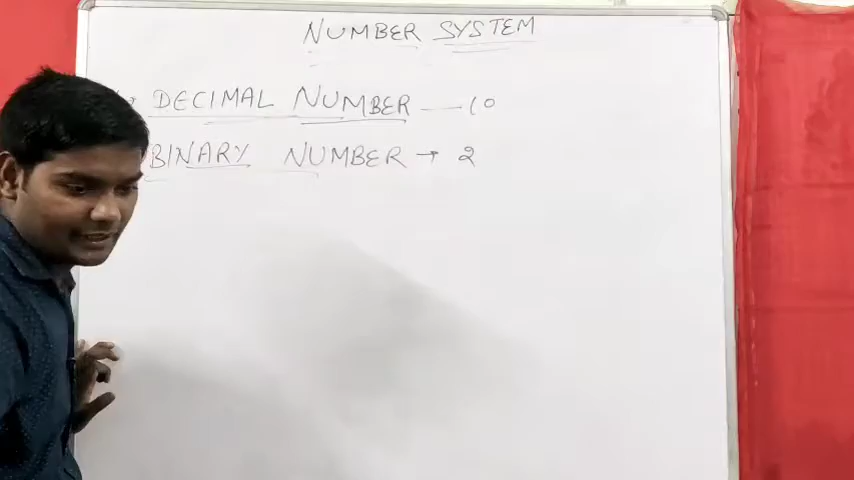 NUMBER SYSTEM
DECIMAL NUMBER — 10
BINARY NUMBER → 2